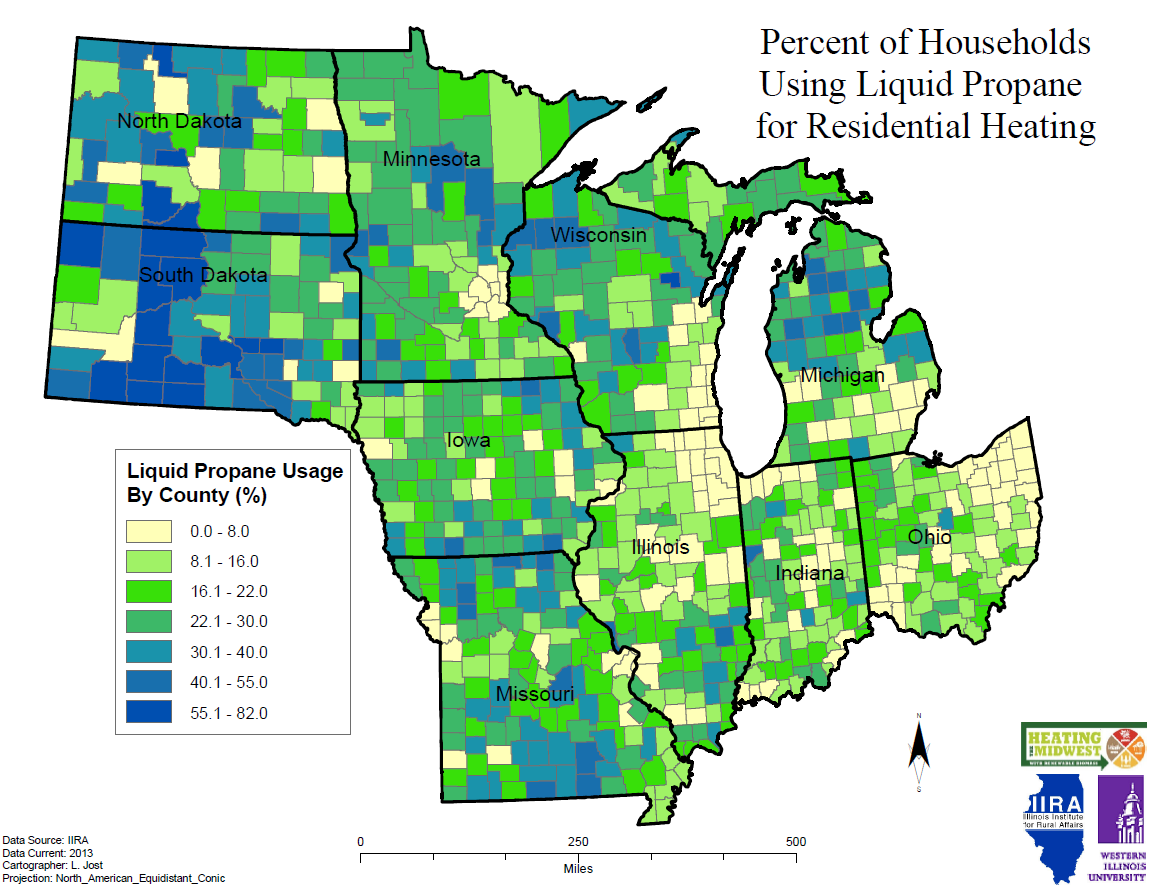 Percent of Households
Using Liquid Propane
for Residential Heating
North Dakota
Minnesota
Wisconsin
South Dakota
Michigan
Iowa
Liquid Propane Usage
By County (%)
0.0 - 8.0
8.1 - 16.0
16.1 - 22.0
22.1 - 30.0
30.1 - 40.0
40.1 - 55.0
55.1 - 82.0
Illinois
Ohio
Indiana
Missouri
N
S
HEATING
THE MIDWEST
WITH RENEWABLE BIOMASS
IIRA
Illinois Institute
for Rural Affairs
WESTERN
ILLINOIS
UNIVERSITY
Data Source: IIRA
Data Current: 2013
Cartographer: L. Jost
Projection: North_American_Equidistant_Conic
0 250 500
Miles